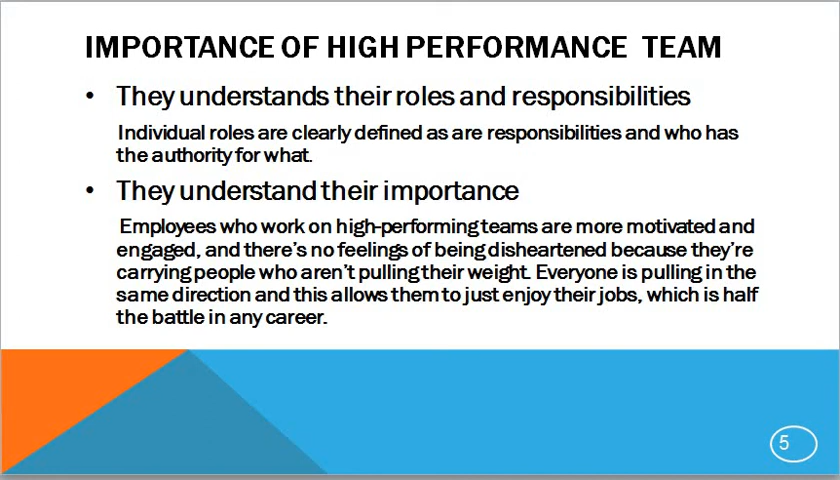 IMPORTANCE OF HIGH PERFORMANCE TEAM
• They understands their roles and responsibilities
Individual roles are clearly defined as are responsibilities and who has
the authority for what.
• They understand their importance
Employees who work on high-performing teams are more motivated and
engaged, and there's no feelings of being disheartened because they're
carrying people who aren't pulling their weight. Everyone is pulling in the
same direction and this allows them to just enjoy their jobs, which is half
the battle in any career.
5